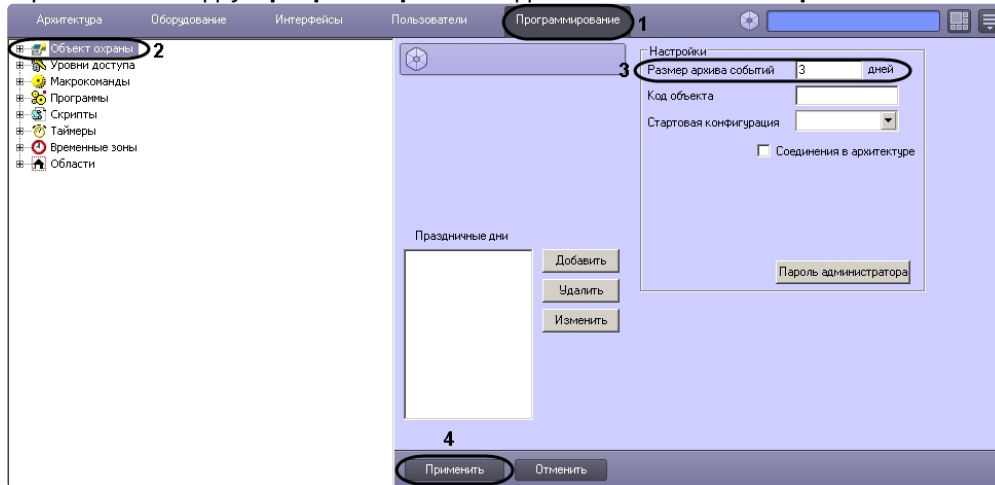 Архитектура Оборудование Интерфейсы Пользователи Программирование 1
Объект охраны 2
Уровни доступа
Макрокоманды
Программы
Скрипты
Таймеры
Временные зоны
Области
Настройки
3 Размер архива событий 3 дней
Код объекта
Стартовая конфигурация
Соединения в архитектуре
Пароль администратора
Праздничные дни
Добавить
Удалить
Изменить
4
Применить Отменить